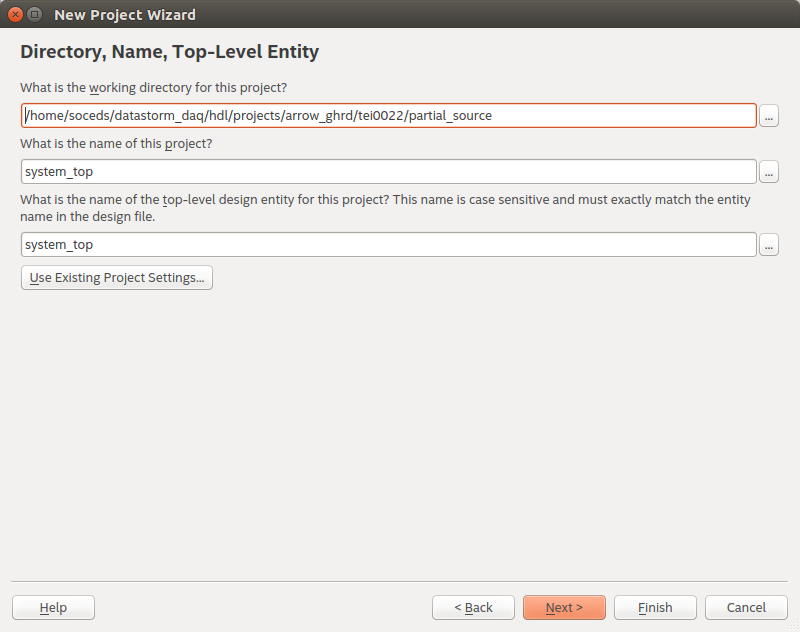 New Project Wizard
Directory, Name, Top-Level Entity
What is the working directory for this project?
/home/soceds/datastorm_daq/hdl/projects/arrow_ghrd/tei0022/partial_source
...
What is the name of this project?
system_top
...
What is the name of the top-level design entity for this project? This name is case sensitive and must exactly match the entity
name in the design file.
system_top
...
Use Existing Project Settings...
Help
< Back
Next >
Finish
Cancel